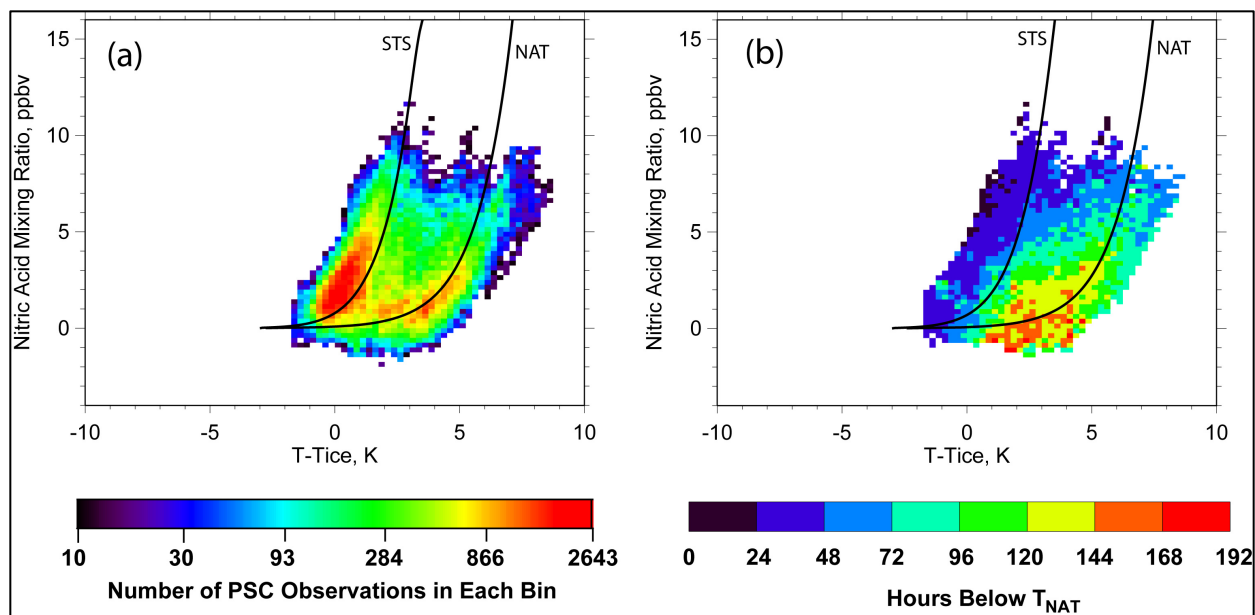 (a)
STS
NAT
15
10
5
0
Nitric Acid Mixing Ratio, ppbv
-10 -5 0 5 10
T-Tice, K
10 30 93 284 866 2643
Number of PSC Observations in Each Bin
(b)
STS
NAT
15
10
5
0
Nitric Acid Mixing Ratio, ppbv
-10 -5 0 5 10
T-Tice, K
0 24 48 72 96 120 144 168 192
Hours Below TNAT